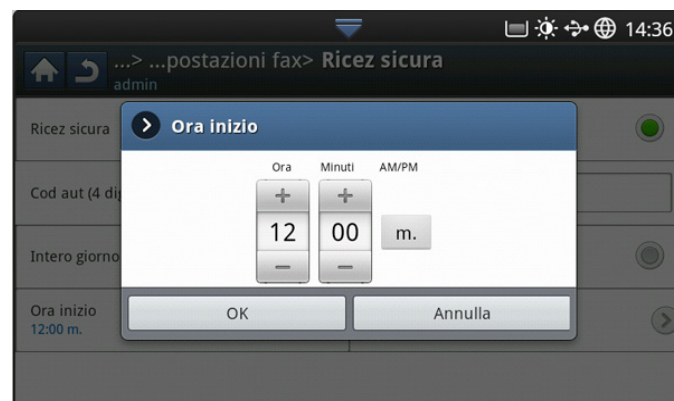 14:36
...> ...postazioni fax> Ricez sicura
admin
Ricez sicura
Ora inizio
Ora Minuti AM/PM
Cod aut (4 dig
12 00 m.
Intero giorno
OK Annulla
Ora inizio
12:00 m.